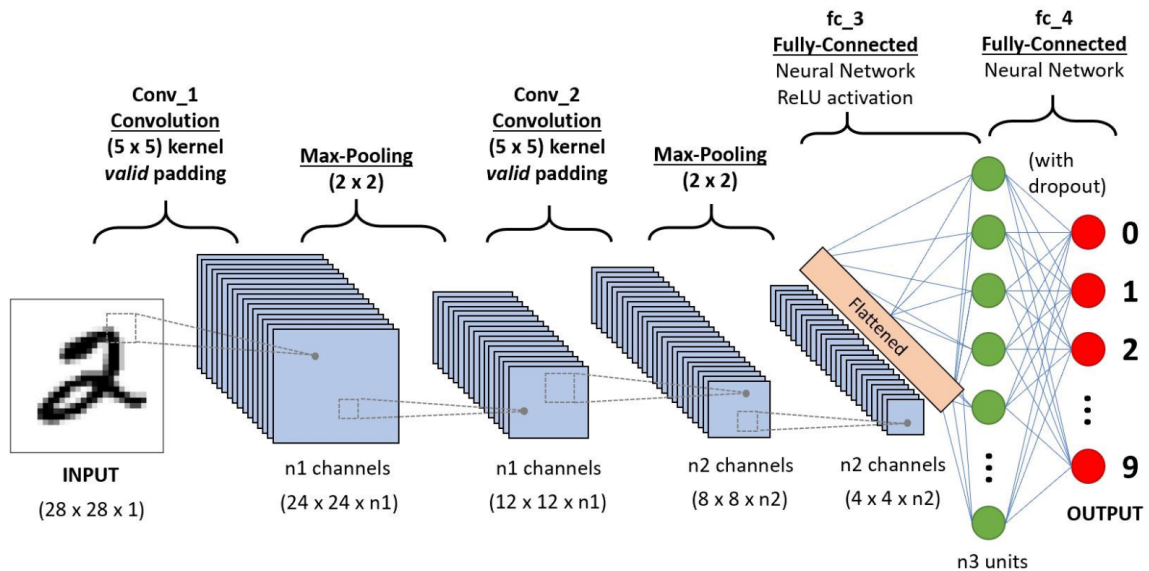 fc_3
Fully-Connected
Neural Network
ReLU activation
fc_4
Fully-Connected
Neural Network
Conv_1
Convolution
(5 x 5) kernel
valid padding
Max-Pooling
(2 x 2)
Conv_2
Convolution
(5 x 5) kernel
valid padding
Max-Pooling
(2 x 2)
(with
dropout)
Flattened
0
1
2
9
INPUT
(28 x 28 x 1)
n1 channels
(24 x 24 x n1)
n1 channels
(12 x 12 x n1)
n2 channels
(8 x 8 x n2)
n2 channels
(4 x 4 x n2)
OUTPUT
n3 units